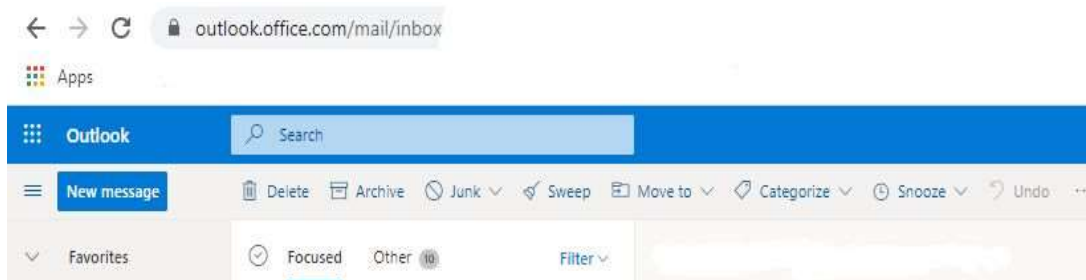 outlook.office.com/mail/inbox
Apps
Outlook Search
New message Delete Archive Junk Sweep Move to Categorize Snooze Undo ...
Favorites Focused Other 10 Filter